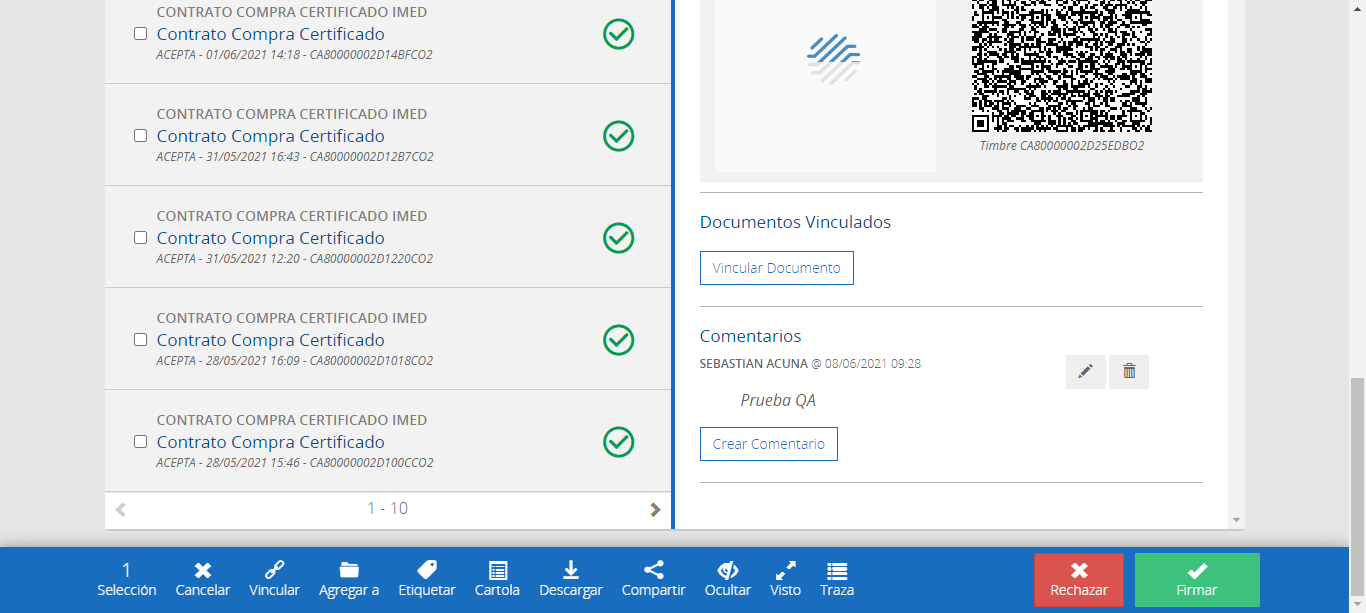 CONTRATO COMPRA CERTIFICADO IMED
Contrato Compra Certificado
ACEPTA - 01/06/2021 14:18 - CA80000002D14BFCO2
CONTRATO COMPRA CERTIFICADO IMED
Contrato Compra Certificado
ACEPTA - 31/05/2021 16:43 - CA80000002D12B7CO2
CONTRATO COMPRA CERTIFICADO IMED
Contrato Compra Certificado
ACEPTA - 31/05/2021 12:20 - CA80000002D1220CO2
CONTRATO COMPRA CERTIFICADO IMED
Contrato Compra Certificado
ACEPTA - 28/05/2021 16:09 - CA80000002D1018CO2
CONTRATO COMPRA CERTIFICADO IMED
Contrato Compra Certificado
ACEPTA - 28/05/2021 15:46 - CA80000002D100CCO2
1 - 10
Timbre CA80000002D25EDBO2
Documentos Vinculados
Vincular Documento
Comentarios
SEBASTIAN ACUNA @ 08/06/2021 09:28
Prueba QA
Crear Comentario
1
Selección
Cancelar
Vincular
Agregar a
Etiquetar
Cartola
Descargar
Compartir
Ocultar
Visto
Traza
Rechazar
Firmar